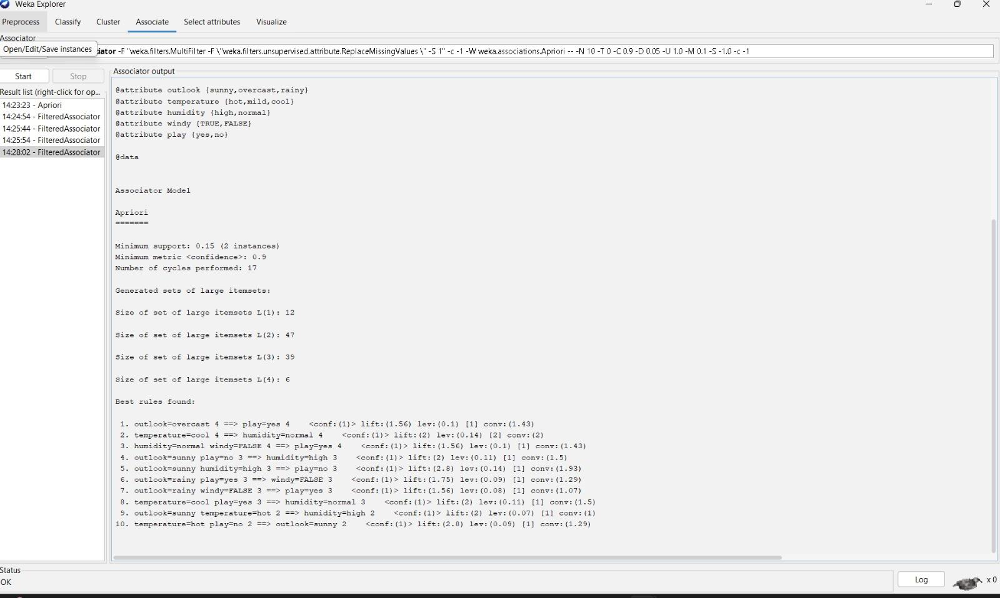 Weka Explorer
Preprocess Classify Cluster Associate Select attributes Visualize
Associator
Open/Edit/Save instances
iator -F "weka.filters.MultiFilter -F \"weka.filters.unsupervised.attribute.ReplaceMissingValues \" -S 1" -c -1 -W weka.associations.Apriori -- -N 10 -T 0 -C 0.9 -D 0.05 -U 1.0 -M 0.1 -S -1.0 -c -1
Start Stop
Result list (right-click for op...
14:23:23 - Apriori
14:24:54 - FilteredAssociator
14:25:44 - FilteredAssociator
14:25:54 - FilteredAssociator
14:28:02 - FilteredAssociator
Associator output
@attribute outlook {sunny,overcast,rainy}
@attribute temperature {hot,mild,cool}
@attribute humidity {high,normal}
@attribute windy {TRUE,FALSE}
@attribute play {yes,no}
@data
Associator Model
Apriori
=======
Minimum support: 0.15 (2 instances)
Minimum metric <confidence>: 0.9
Number of cycles performed: 17
Generated sets of large itemsets:
Size of set of large itemsets L(1): 12
Size of set of large itemsets L(2): 47
Size of set of large itemsets L(3): 39
Size of set of large itemsets L(4): 6
Best rules found:
1. outlook=overcast 4 ==> play=yes 4 <conf:(1)> lift:(1.56) lev:(0.1) [1] conv:(1.43)
2. temperature=cool 4 ==> humidity=normal 4 <conf:(1)> lift:(2) lev:(0.14) [2] conv:(2)
3. humidity=normal windy=FALSE 4 ==> play=yes 4 <conf:(1)> lift:(1.56) lev:(0.1) [1] conv:(1.43)
4. outlook=sunny play=no 3 ==> humidity=high 3 <conf:(1)> lift:(2) lev:(0.11) [1] conv:(1.5)
5. outlook=sunny humidity=high 3 ==> play=no 3 <conf:(1)> lift:(2.8) lev:(0.14) [1] conv:(1.93)
6. outlook=rainy play=yes 3 ==> windy=FALSE 3 <conf:(1)> lift:(1.75) lev:(0.09) [1] conv:(1.29)
7. outlook=rainy windy=FALSE 3 ==> play=yes 3 <conf:(1)> lift:(1.56) lev:(0.08) [1] conv:(1.07)
8. temperature=cool play=yes 3 ==> humidity=normal 3 <conf:(1)> lift:(2) lev:(0.11) [1] conv:(1.5)
9. outlook=sunny temperature=hot 2 ==> humidity=high 2 <conf:(1)> lift:(2) lev:(0.07) [1] conv:(1)
10. temperature=hot play=no 2 ==> outlook=sunny 2 <conf:(1)> lift:(2.8) lev:(0.09) [1] conv:(1.29)
Status
OK
Log
x 0